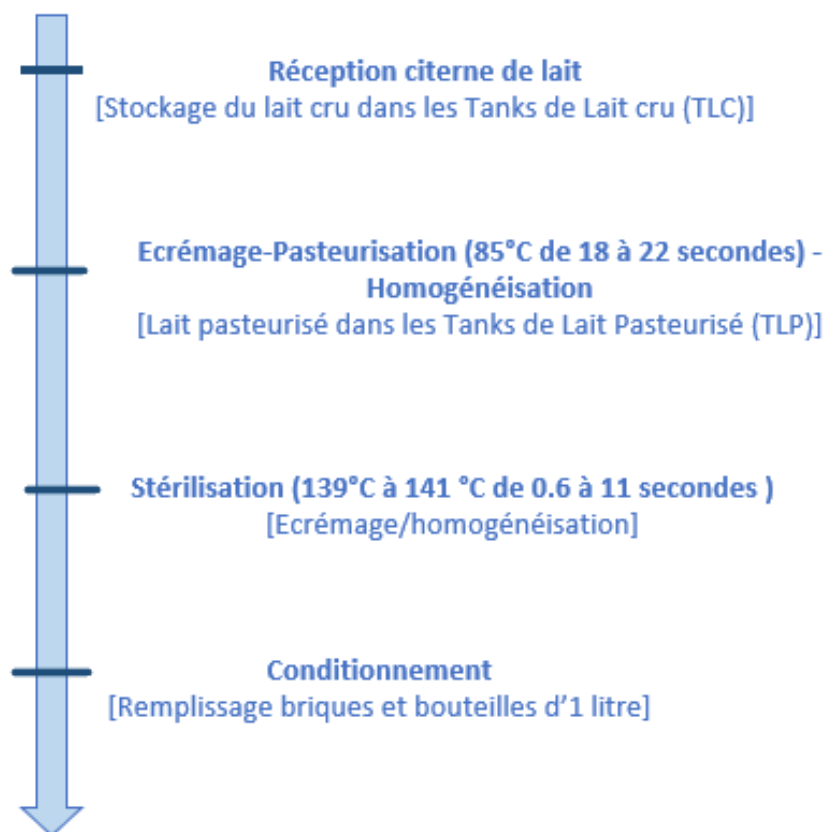 Réception citerne de lait
[Stockage du lait cru dans les Tanks de Lait cru (TLC)]
Ecrémage-Pasteurisation (85°C de 18 à 22 secondes) -
Homogénéisation
[Lait pasteurisé dans les Tanks de Lait Pasteurisé (TLP)]
Stérilisation (139°C à 141 °C de 0.6 à 11 secondes )
[Ecrémage/homogénéisation]
Conditionnement
[Remplissage briques et bouteilles d’1 litre]